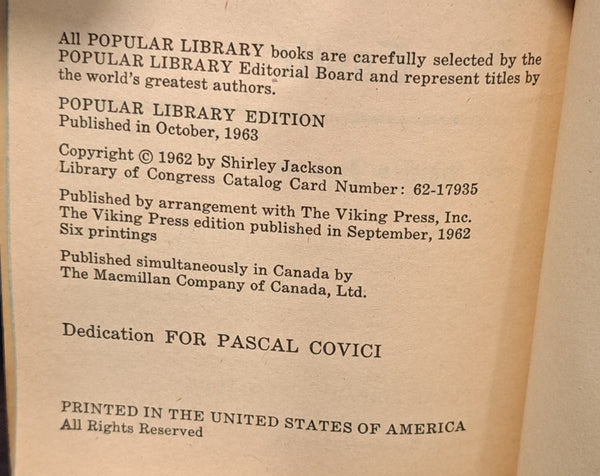 All POPULAR LIBRARY books are carefully selected by the
POPULAR LIBRARY Editorial Board and represent titles by
the world's greatest authors.
POPULAR LIBRARY EDITION
Published in October, 1963
Copyright © 1962 by Shirley Jackson
Library of Congress Catalog Card Number: 62-17935
Published by arrangement with The Viking Press, Inc.
The Viking Press edition published in September, 1962
Six printings
Published simultaneously in Canada by
The Macmillan Company of Canada, Ltd.
Dedication FOR PASCAL COVICI
PRINTED IN THE UNITED STATES OF AMERICA
All Rights Reserved